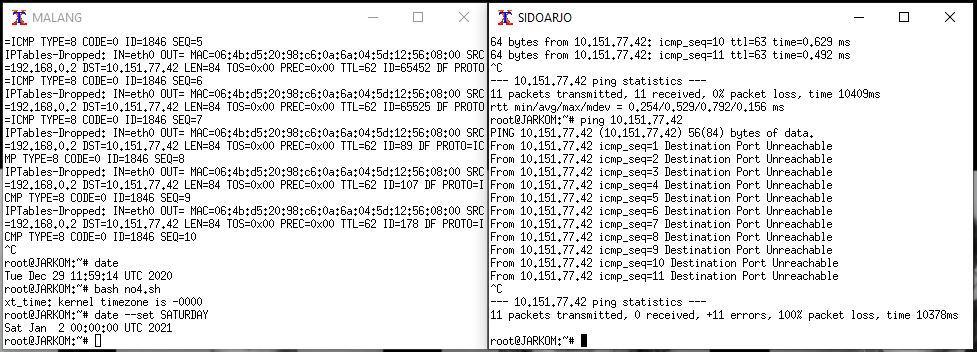 MALANG
=ICMP TYPE=8 CODE=0 ID=1846 SEQ=5
IPTables-Dropped: IN=eth0 OUT= MAC=06:4b:d5:20:98:c6:0a:6a:04:5d:12:56:08:00 SRC
=192.168.0.2 DST=10.151.77.42 LEN=84 TOS=0x00 PREC=0x00 TTL=62 ID=65452 DF PROTO
=ICMP TYPE=8 CODE=0 ID=1846 SEQ=6
IPTables-Dropped: IN=eth0 OUT= MAC=06:4b:d5:20:98:c6:0a:6a:04:5d:12:56:08:00 SRC
=192.168.0.2 DST=10.151.77.42 LEN=84 TOS=0x00 PREC=0x00 TTL=62 ID=65525 DF PROTO
=ICMP TYPE=8 CODE=0 ID=1846 SEQ=7
IPTables-Dropped: IN=eth0 OUT= MAC=06:4b:d5:20:98:c6:0a:6a:04:5d:12:56:08:00 SRC
=192.168.0.2 DST=10.151.77.42 LEN=84 TOS=0x00 PREC=0x00 TTL=62 ID=89 DF PROTO=IC
MP TYPE=8 CODE=0 ID=1846 SEQ=8
IPTables-Dropped: IN=eth0 OUT= MAC=06:4b:d5:20:98:c6:0a:6a:04:5d:12:56:08:00 SRC
=192.168.0.2 DST=10.151.77.42 LEN=84 TOS=0x00 PREC=0x00 TTL=62 ID=107 DF PROTO=I
CMP TYPE=8 CODE=0 ID=1846 SEQ=9
IPTables-Dropped: IN=eth0 OUT= MAC=06:4b:d5:20:98:c6:0a:6a:04:5d:12:56:08:00 SRC
=192.168.0.2 DST=10.151.77.42 LEN=84 TOS=0x00 PREC=0x00 TTL=62 ID=178 DF PROTO=I
CMP TYPE=8 CODE=0 ID=1846 SEQ=10
^C
root@JARKOM:~# date
Tue Dec 29 11:59:14 UTC 2020
root@JARKOM:~# bash no4.sh
xt_time: kernel timezone is -0000
root@JARKOM:~# date --set SATURDAY
Sat Jan  2 00:00:00 UTC 2021
root@JARKOM:~#
SIDOARJO
64 bytes from 10.151.77.42: icmp_seq=10 ttl=63 time=0.629 ms
64 bytes from 10.151.77.42: icmp_seq=11 ttl=63 time=0.492 ms
^C
--- 10.151.77.42 ping statistics ---
11 packets transmitted, 11 received, 0% packet loss, time 10409ms
rtt min/avg/max/mdev = 0.254/0.529/0.792/0.156 ms
root@JARKOM:~# ping 10.151.77.42
PING 10.151.77.42 (10.151.77.42) 56(84) bytes of data.
From 10.151.77.42 icmp_seq=1 Destination Port Unreachable
From 10.151.77.42 icmp_seq=2 Destination Port Unreachable
From 10.151.77.42 icmp_seq=3 Destination Port Unreachable
From 10.151.77.42 icmp_seq=4 Destination Port Unreachable
From 10.151.77.42 icmp_seq=5 Destination Port Unreachable
From 10.151.77.42 icmp_seq=6 Destination Port Unreachable
From 10.151.77.42 icmp_seq=7 Destination Port Unreachable
From 10.151.77.42 icmp_seq=8 Destination Port Unreachable
From 10.151.77.42 icmp_seq=9 Destination Port Unreachable
From 10.151.77.42 icmp_seq=10 Destination Port Unreachable
From 10.151.77.42 icmp_seq=11 Destination Port Unreachable
^C
--- 10.151.77.42 ping statistics ---
11 packets transmitted, 0 received, +11 errors, 100% packet loss, time 10378ms
root@JARKOM:~#